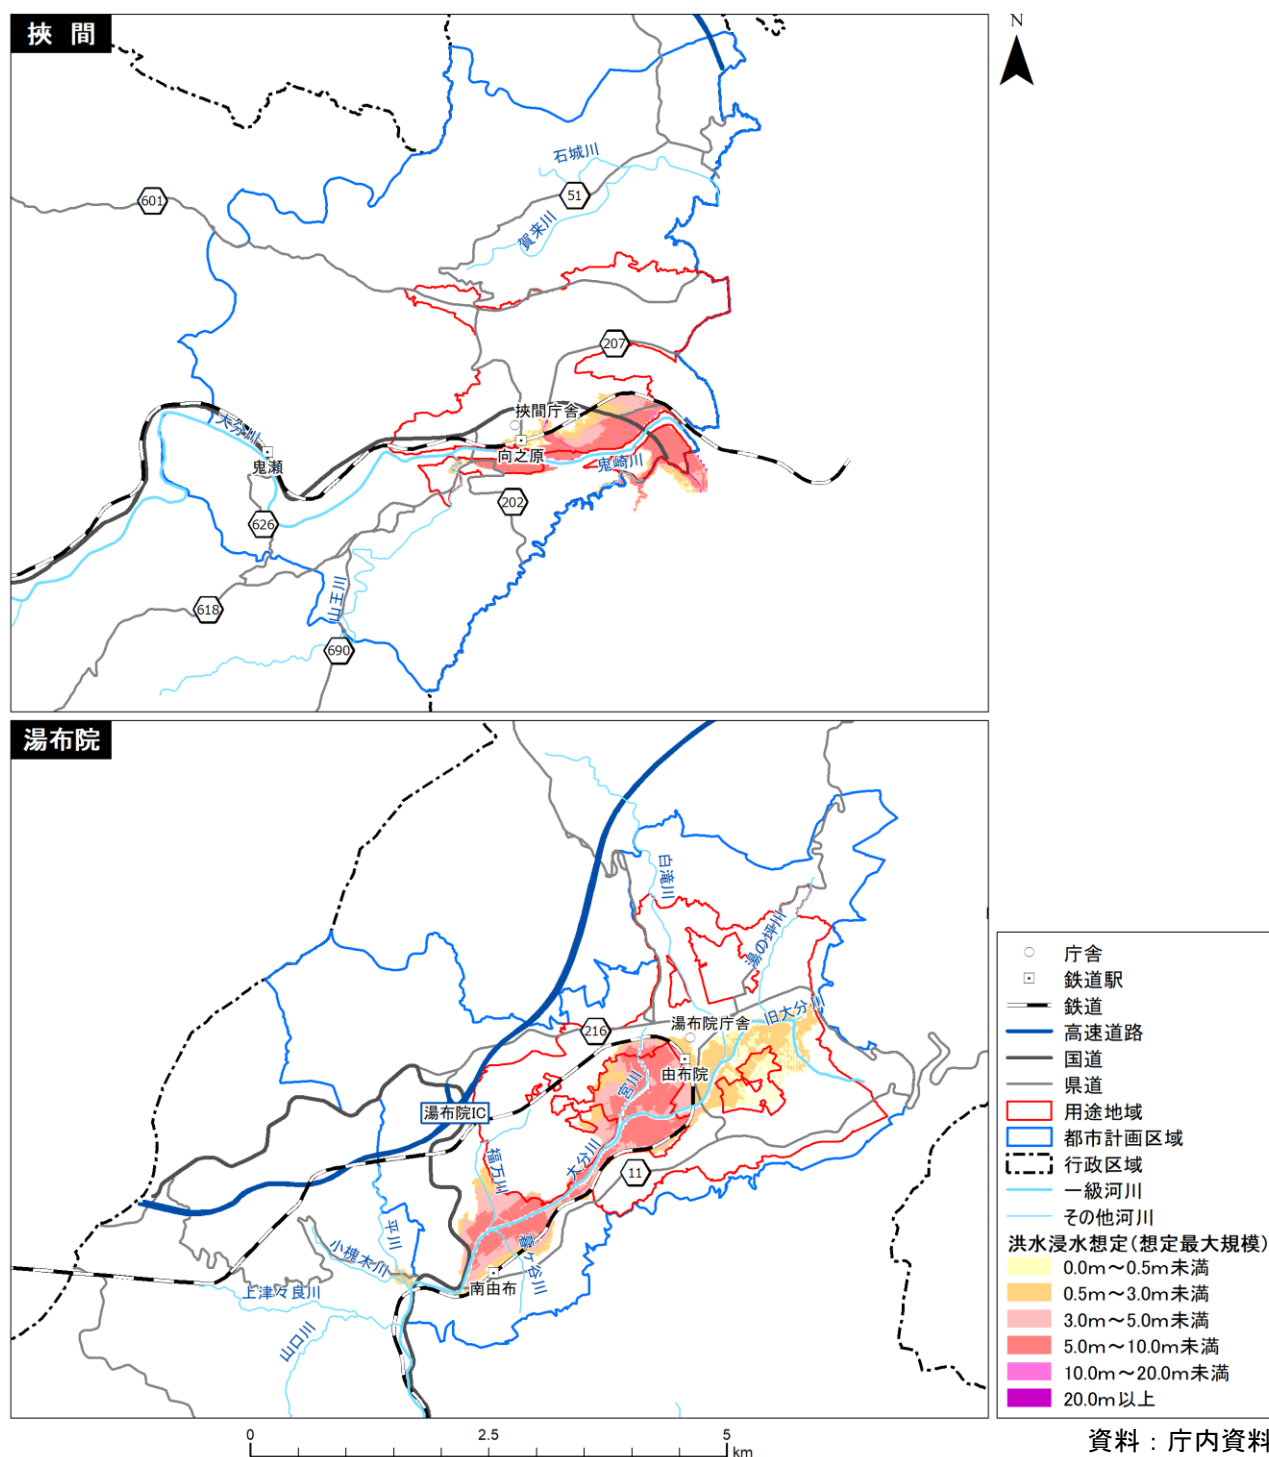 挾 間
N
石城川
601
51
賀来川
207
大分川
挾間庁舎
鬼瀬
向之原
鬼崎川
202
626
山王川
618
690
湯布院
白滝川
湯の坪川
旧大分川
216
湯布院庁舎
由布院
宮川
湯布院IC
大分川
福万川
11
平川
小槐木川
蓼ヶ谷川
上津々良川
南由布
山口川
庁舎
鉄道駅
鉄道
高速道路
国道
県道
用途地域
都市計画区域
行政区域
一級河川
その他河川
洪水浸水想定(想定最大規模)
0.0m～0.5m未満
0.5m～3.0m未満
3.0m～5.0m未満
5.0m～10.0m未満
10.0m～20.0m未満
20.0m以上
0 2.5 5
km
資料：庁内資料